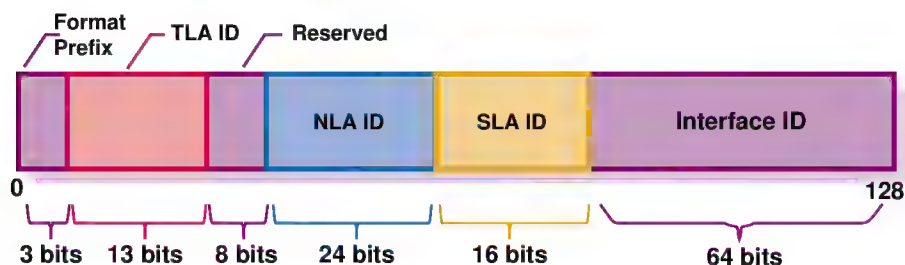 Format
Prefix
TLA ID
Reserved
NLA ID
SLA ID
Interface ID
0
128
3 bits
13 bits
8 bits
24 bits
16 bits
64 bits